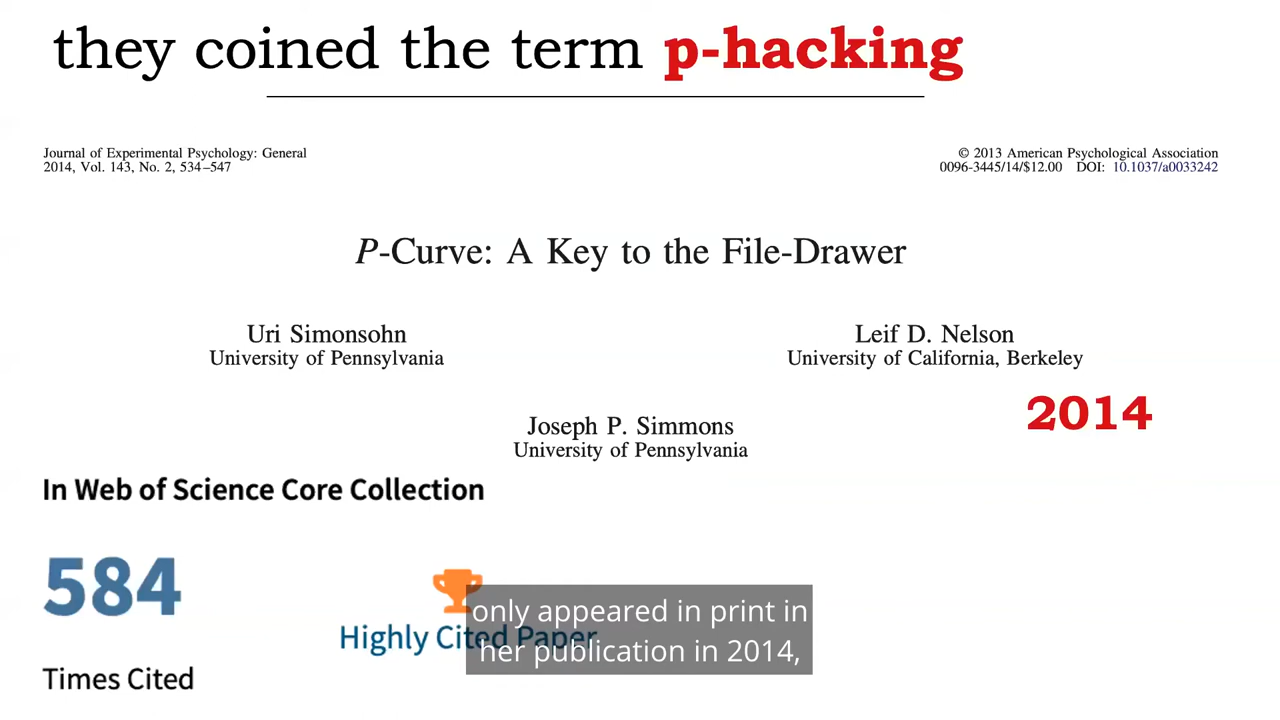 they coined the term p-hacking
Journal of Experimental Psychology: General
2014, Vol. 143, No. 2, 534–547
© 2013 American Psychological Association
0096-3445/14/$12.00 DOI: 10.1037/a0033242
P-Curve: A Key to the File-Drawer
Uri Simonsohn
University of Pennsylvania
Leif D. Nelson
University of California, Berkeley
2014
Joseph P. Simmons
University of Pennsylvania
In Web of Science Core Collection
584
Times Cited
Highly Cited Paper
only appeared in print in
her publication in 2014,